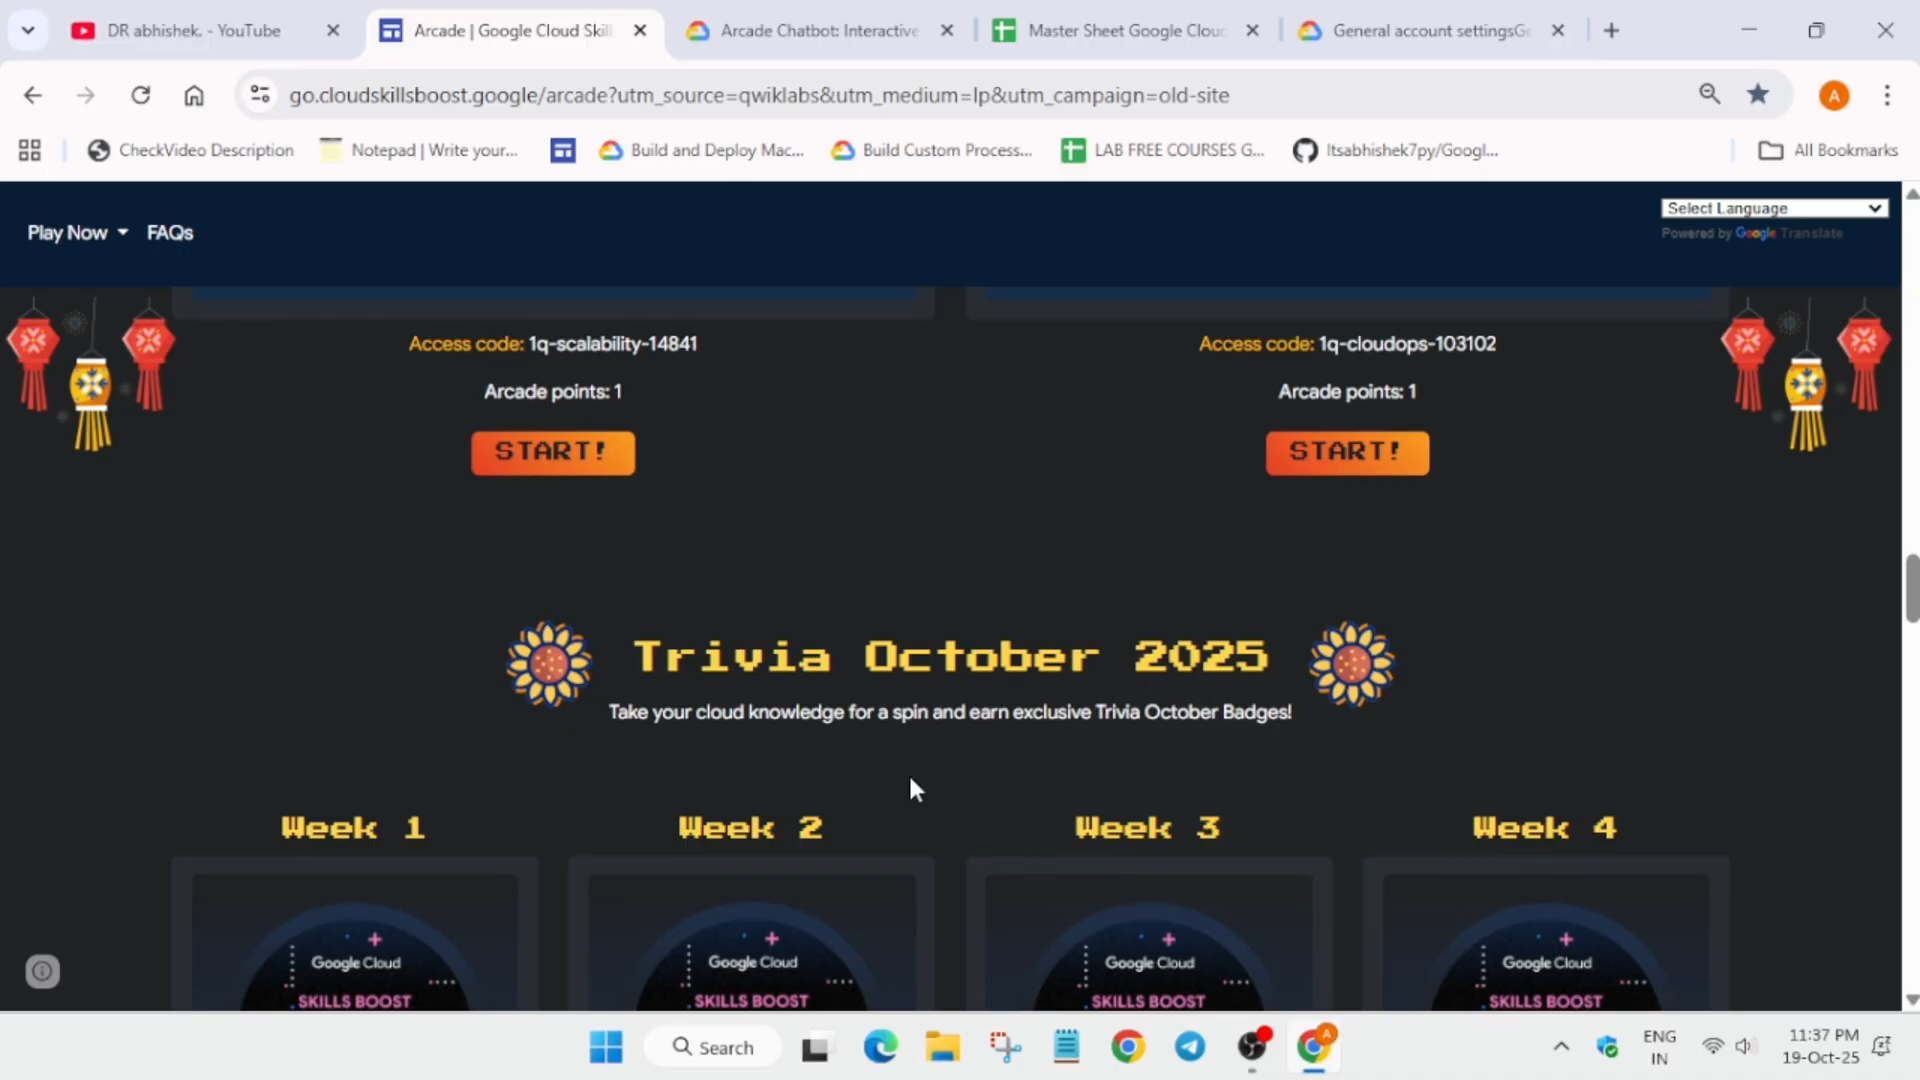 DR abhishek. - YouTube
Arcade | Google Cloud Skill
Arcade Chatbot: Interactive
Master Sheet Google Cloud
General account settingsGe
go.cloudskillsboost.google/arcade?utm_source=qwiklabs&utm_medium=lp&utm_campaign=old-site
A
CheckVideo Description
Notepad | Write your...
Build and Deploy Mac...
Build Custom Process...
LAB FREE COURSES G...
Itsabhishek7py/Googl...
All Bookmarks
Play Now
FAQs
Select Language
Powered by Google Translate
Access code: 1q-scalability-14841
Access code: 1q-cloudops-103102
Arcade points: 1
Arcade points: 1
START!
START!
Trivia October 2025
Take your cloud knowledge for a spin and earn exclusive Trivia October Badges!
Week 1
Week 2
Week 3
Week 4
Google Cloud
SKILLS BOOST
Google Cloud
SKILLS BOOST
Google Cloud
SKILLS BOOST
Google Cloud
SKILLS BOOST
Search
A
ENG
IN
11:37 PM
19-Oct-25